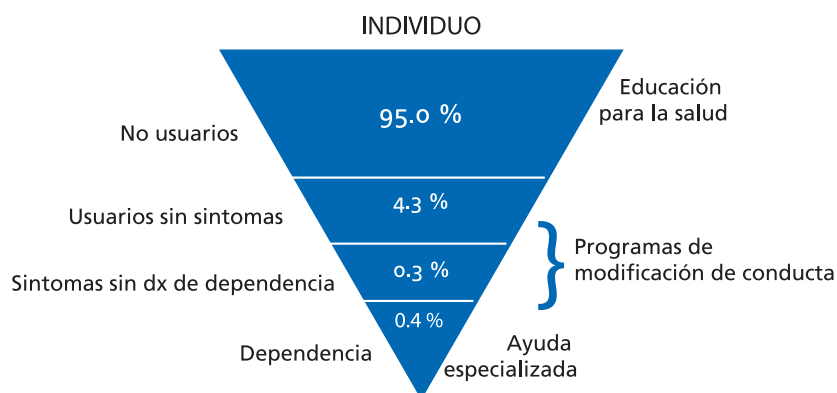 INDIVIDUO
Educación
para la salud
95.0 %
No usuarios
4.3 %
Usuarios sin sintomas
Programas de
modificación de conducta
0.3 %
Sintomas sin dx de dependencia
0.4 %
Dependencia
Ayuda
especializada